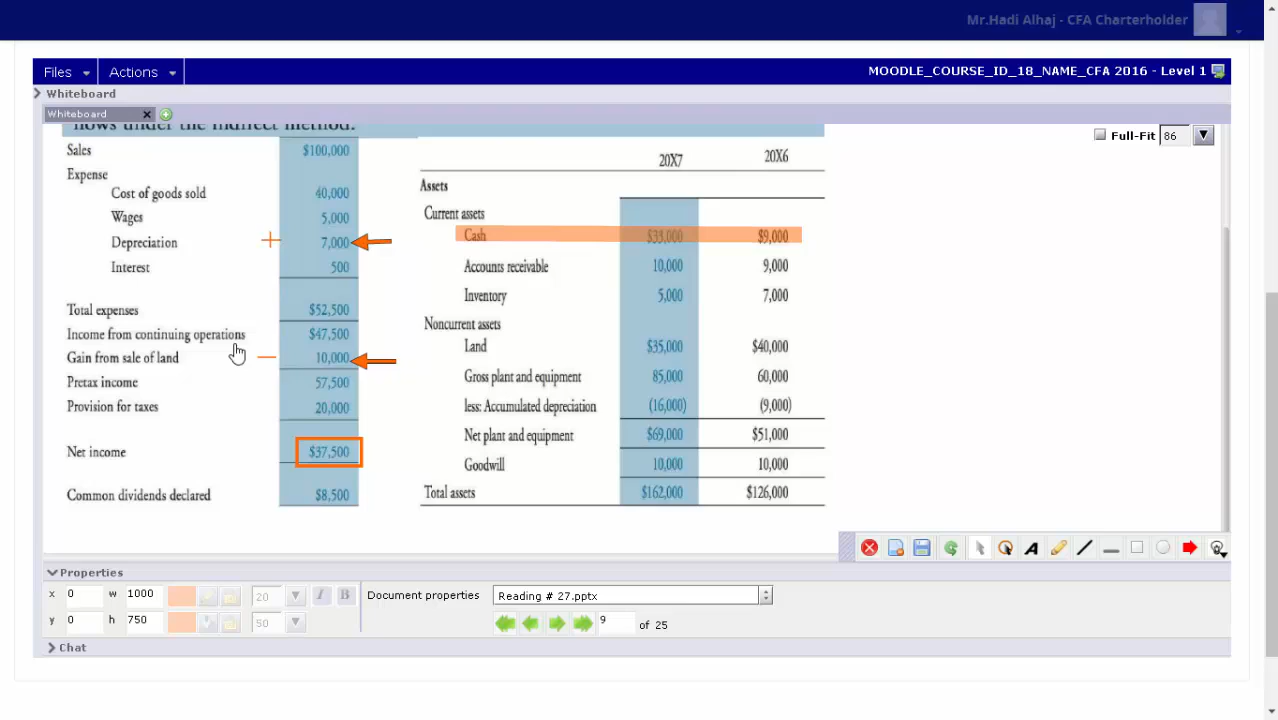 Mr.Hadi Alhaj - CFA Charterholder
Files Actions MOODLE_COURSE_ID_18_NAME_CFA 2016 - Level 1
Whiteboard
Whiteboard
flows under the indirect method.
Full-Fit 86
Sales $100,000
Expense
Cost of goods sold 40,000
Wages 5,000
Depreciation + 7,000
Interest 500
Total expenses $52,500
Income from continuing operations $47,500
Gain from sale of land — 10,000
Pretax income 57,500
Provision for taxes 20,000
Net income $37,500
Common dividends declared $8,500
20X7 20X6
Assets
Current assets
Cash $33,000 $9,000
Accounts receivable 10,000 9,000
Inventory 5,000 7,000
Noncurrent assets
Land $35,000 $40,000
Gross plant and equipment 85,000 60,000
less: Accumulated depreciation (16,000) (9,000)
Net plant and equipment $69,000 $51,000
Goodwill 10,000 10,000
Total assets $162,000 $126,000
A
Properties
x 0 w 1000 20 I B Document properties Reading # 27.pptx
y 0 h 750 50 9 of 25
Chat